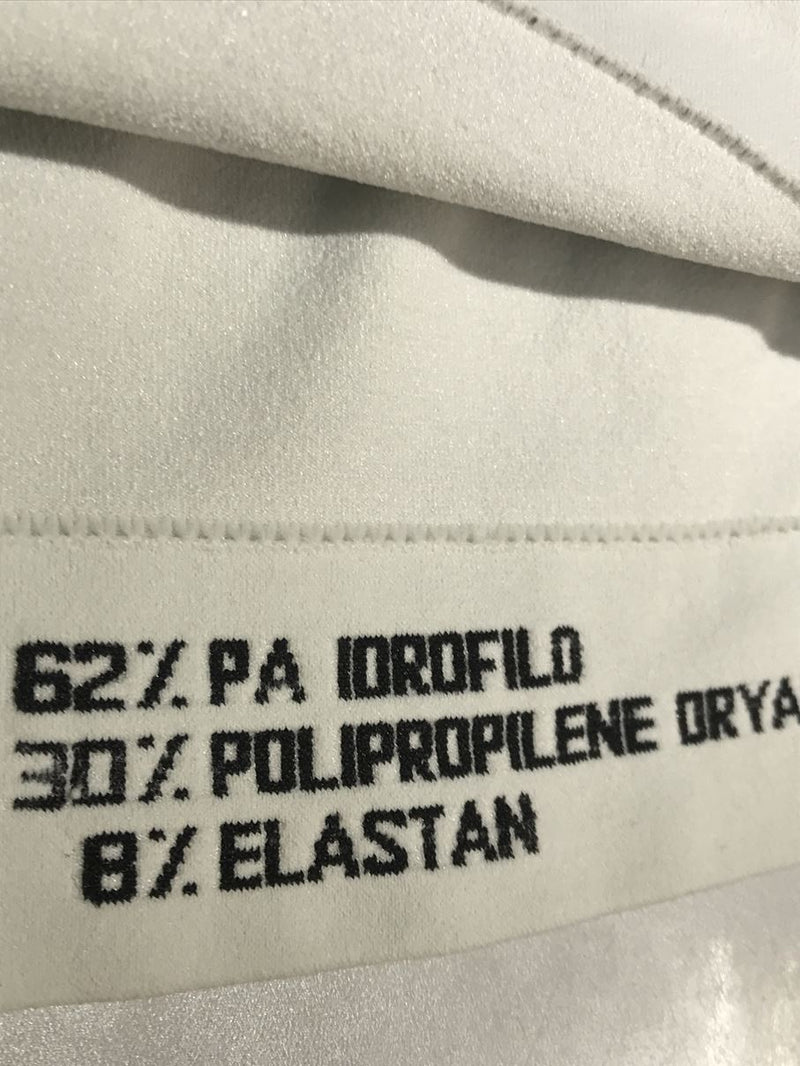 62% PA IDROFILO
30% POLIPROPILENE DRYA
8% ELASTAN